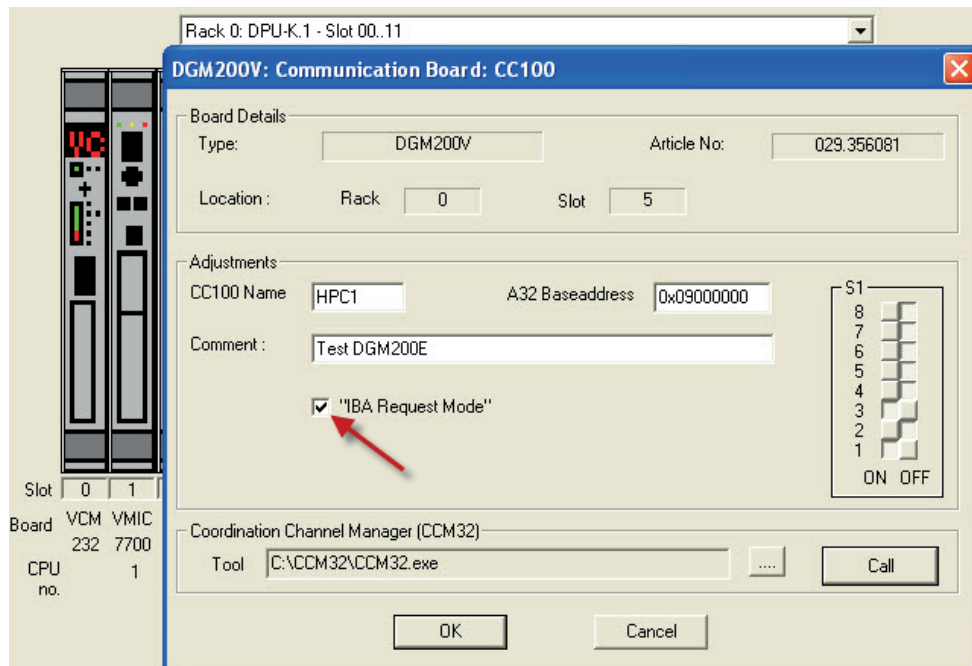 Rack 0: DPU-K.1 - Slot 00..11
DGM200V: Communication Board: CC100
Board Details
Type: DGM200V Article No: 029.356081
Location : Rack 0 Slot 5
Adjustments
CC100 Name HPC1 A32 Baseaddress 0x09000000
Comment : Test DGM200E
"IBA Request Mode"
S1
8
7
6
5
4
3
2
1
ON OFF
Slot 0 1
Board VCM VMIC
232 7700
CPU 1
no.
Coordination Channel Manager (CCM32)
Tool C:\CCM32\CCM32.exe .... Call
OK Cancel